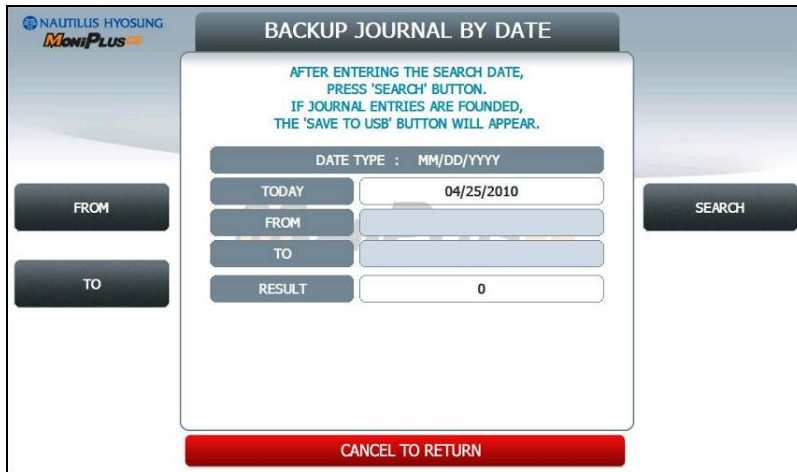 NAUTILUS HYOSUNG
MoniPlusCE
BACKUP JOURNAL BY DATE
AFTER ENTERING THE SEARCH DATE,
PRESS 'SEARCH' BUTTON.
IF JOURNAL ENTRIES ARE FOUNDED,
THE 'SAVE TO USB' BUTTON WILL APPEAR.
DATE TYPE : MM/DD/YYYY
TODAY 04/25/2010
FROM
TO
RESULT 0
FROM
TO
SEARCH
CANCEL TO RETURN